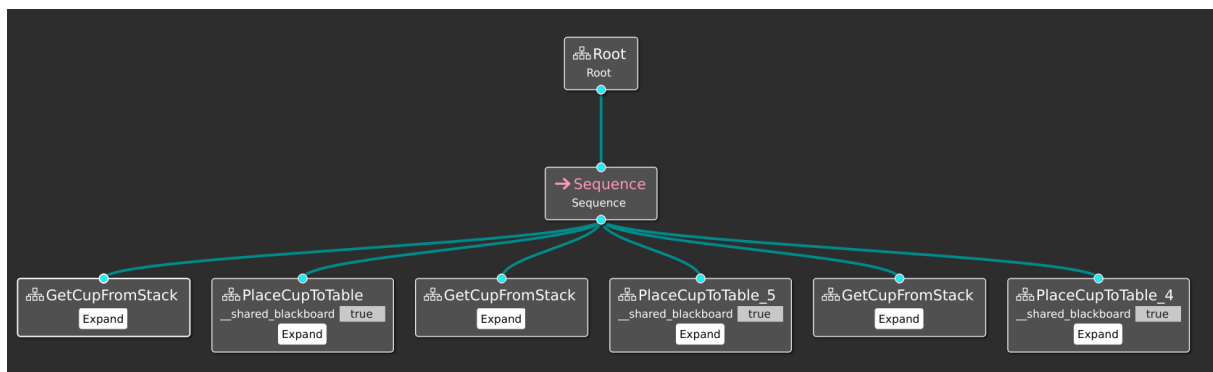 Root
Root
Sequence
Sequence
GetCupFromStack
Expand
PlaceCupToTable
__shared_blackboard true
Expand
GetCupFromStack
Expand
PlaceCupToTable_5
__shared_blackboard true
Expand
GetCupFromStack
Expand
PlaceCupToTable_4
__shared_blackboard true
Expand